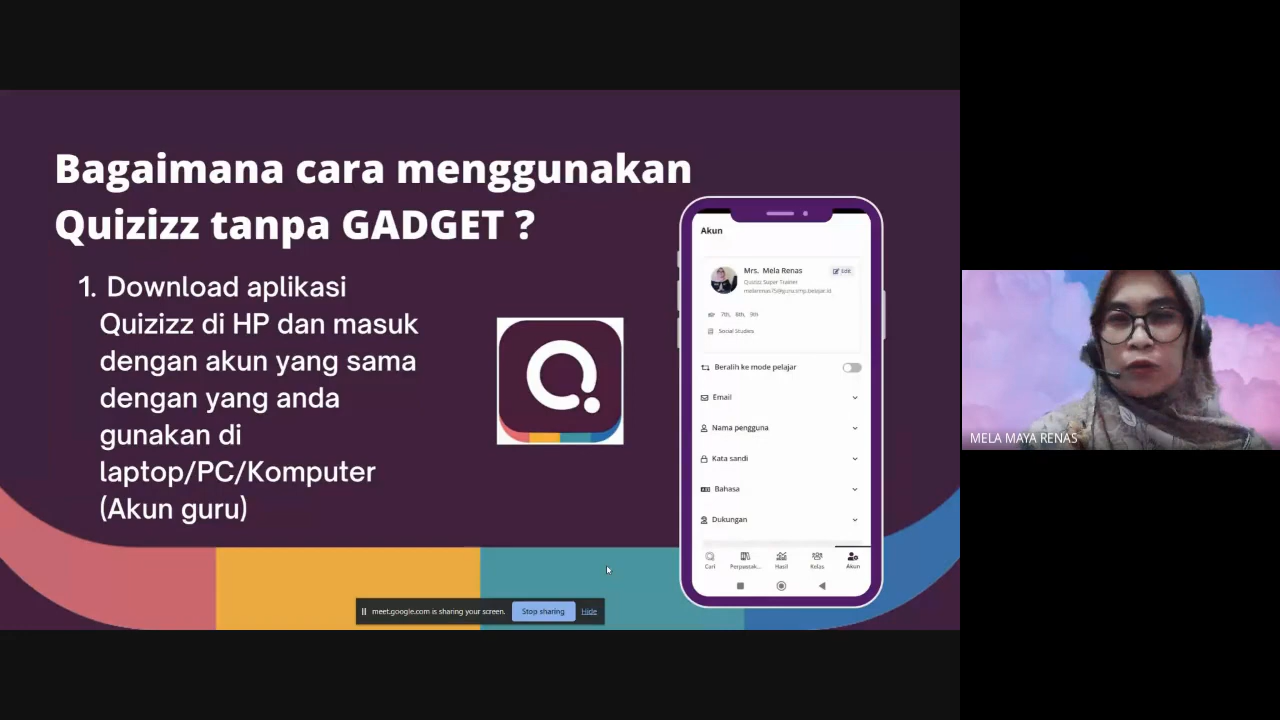 Bagaimana cara menggunakan
Quizizz tanpa GADGET ?
1. Download aplikasi
Quizizz di HP dan masuk
dengan akun yang sama
dengan yang anda
gunakan di
laptop/PC/Komputer
(Akun guru)
Akun
Mrs. Mela Renas
Edit
Quizizz Super Trainer
7th, 8th, 9th
Social Studies
Beralih ke mode pelajar
Email
Nama pengguna
Kata sandi
Bahasa
Dukungan
Cari
Perpustak...
Hasil
Kelas
Akun
meet.google.com is sharing your screen.
Stop sharing
Hide
MELA MAYA RENAS